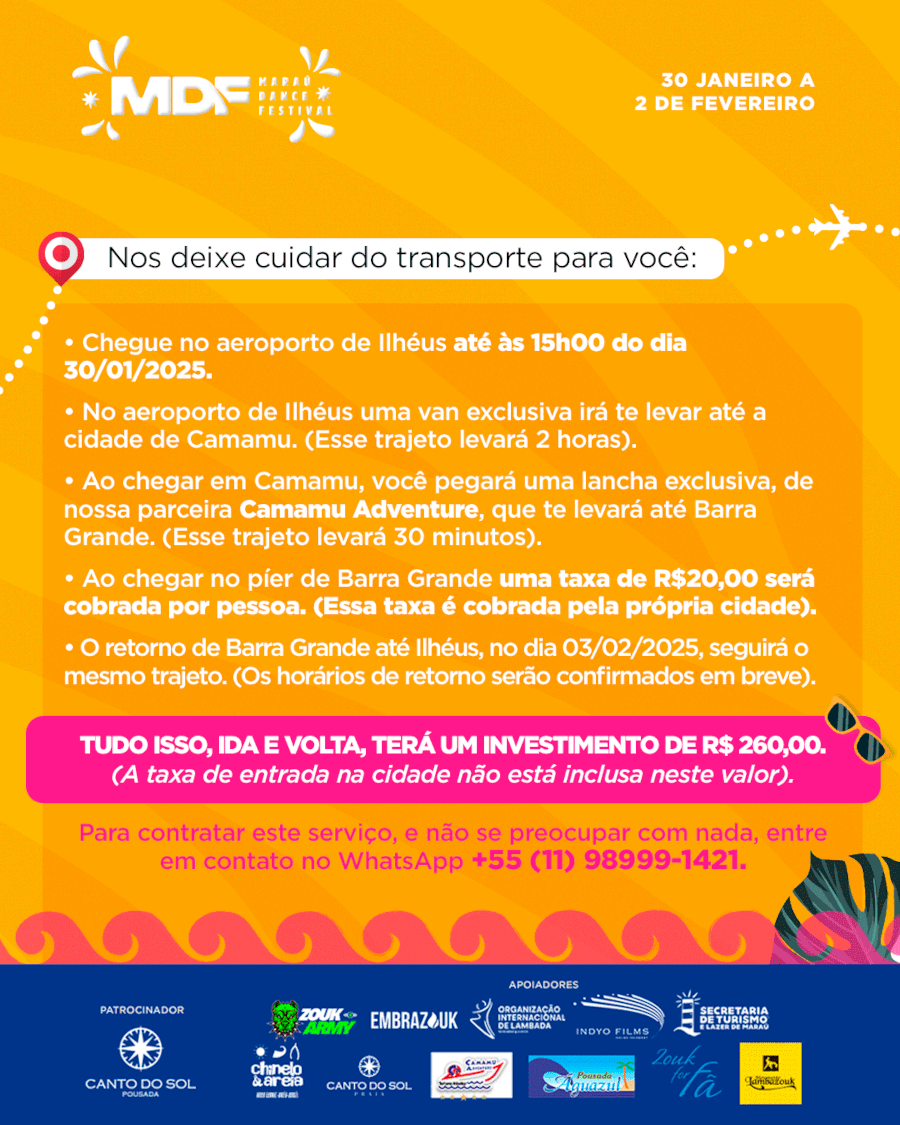 MDF
MARAÚ
DANCE
FESTIVAL
30 JANEIRO A
2 DE FEVEREIRO
Nos deixe cuidar do transporte para você:
• Chegue no aeroporto de Ilhéus até às 15h00 do dia
30/01/2025.
• No aeroporto de Ilhéus uma van exclusiva irá te levar até a
cidade de Camamu. (Esse trajeto levará 2 horas).
• Ao chegar em Camamu, você pegará uma lancha exclusiva, de
nossa parceira Camamu Adventure, que te levará até Barra
Grande. (Esse trajeto levará 30 minutos).
• Ao chegar no píer de Barra Grande uma taxa de R$20,00 será
cobrada por pessoa. (Essa taxa é cobrada pela própria cidade).
• O retorno de Barra Grande até Ilhéus, no dia 03/02/2025, seguirá o
mesmo trajeto. (Os horários de retorno serão confirmados em breve).
TUDO ISSO, IDA E VOLTA, TERÁ UM INVESTIMENTO DE R$ 260,00.
(A taxa de entrada na cidade não está inclusa neste valor).
Para contratar este serviço, e não se preocupar com nada, entre
em contato no WhatsApp +55 (11) 98999-1421.
PATROCINADOR
CANTO DO SOL
POUSADA
APOIADORES
ZOUK
ARMY
EMBRAZOUK
ORGANIZAÇÃO
INTERNACIONAL
DE LAMBADA
INDYO FILMS
SECRETARIA
DE TURISMO
E LAZER DE MARAÚ
chinelo
& areia
CANTO DO SOL
PRAIA
CAMAMU
ADVENTURE
Pousada
Aguazul
Zouk
for
Fâ
Lambazouk